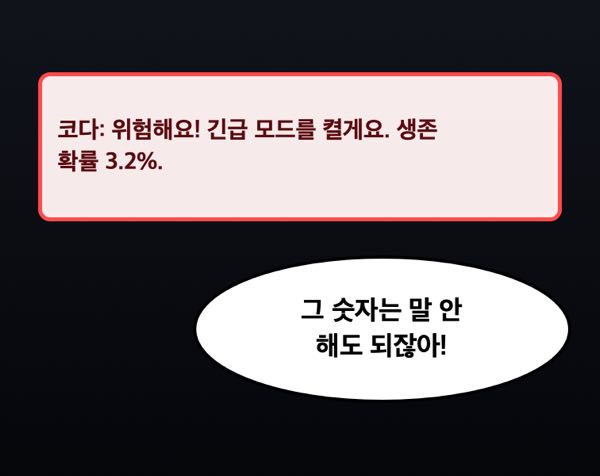 코다: 위험해요! 긴급 모드를 켤게요. 생존
확률 3.2%.
그 숫자는 말 안
해도 되잖아!